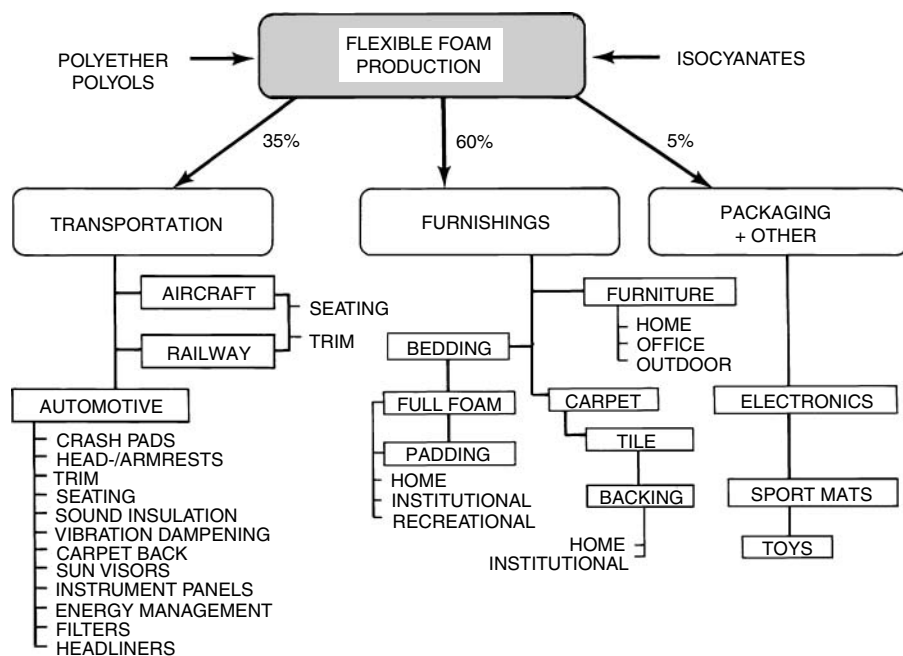 POLYETHER
POLYOLS
FLEXIBLE FOAM
PRODUCTION
ISOCYANATES
35%
60%
5%
TRANSPORTATION
FURNISHINGS
PACKAGING
+ OTHER
AIRCRAFT
SEATING
TRIM
RAILWAY
AUTOMOTIVE
CRASH PADS
HEAD-/ARMRESTS
TRIM
SEATING
SOUND INSULATION
VIBRATION DAMPENING
CARPET BACK
SUN VISORS
INSTRUMENT PANELS
ENERGY MANAGEMENT
FILTERS
HEADLINERS
FURNITURE
HOME
OFFICE
OUTDOOR
BEDDING
FULL FOAM
PADDING
HOME
INSTITUTIONAL
RECREATIONAL
CARPET
TILE
BACKING
HOME
INSTITUTIONAL
ELECTRONICS
SPORT MATS
TOYS